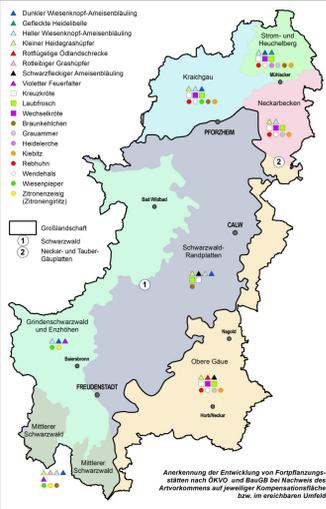 Dunkler Wiesenknopf-Ameisenbläuling
Gefleckte Heidelibelle
Heller Wiesenknopf-Ameisenbläuling
Kleiner Heidegrashüpfer
Rotflügelige Ödlandschrecke
Rotleibiger Grashüpfer
Schwarzfleckiger Ameisenbläuling
Violetter Feuerfalter
Kreuzkröte
Laubfrosch
Wechselkröte
Braunkehlchen
Grauammer
Heidelerche
Kiebitz
Rebhuhn
Wendehals
Wiesenpieper
Zitronenzeisig
(Zitronengirlitz)
Großlandschaft
1 Schwarzwald
2 Neckar- und Tauber-
Gäuplatten
Strom- und
Heuchelberg
Mühlacker
Kraichgau
Neckarbecken
PFORZHEIM
2
Bad Wildbad
CALW
Schwarzwald-
Randplatten
1
Grindenschwarzwald
und Enzhöhen
Baiersbronn
Nagold
Obere Gäue
FREUDENSTADT
Horb/Neckar
Mittlerer
Schwarzwald
Mittlerer
Schwarzwald
Anerkennung der Entwicklung von Fortpflanzungs-
stätten nach ÖKVO und BauGB bei Nachweis des
Artvorkommens auf jeweiliger Kompensationsfläche
bzw. im ereichbaren Umfeld